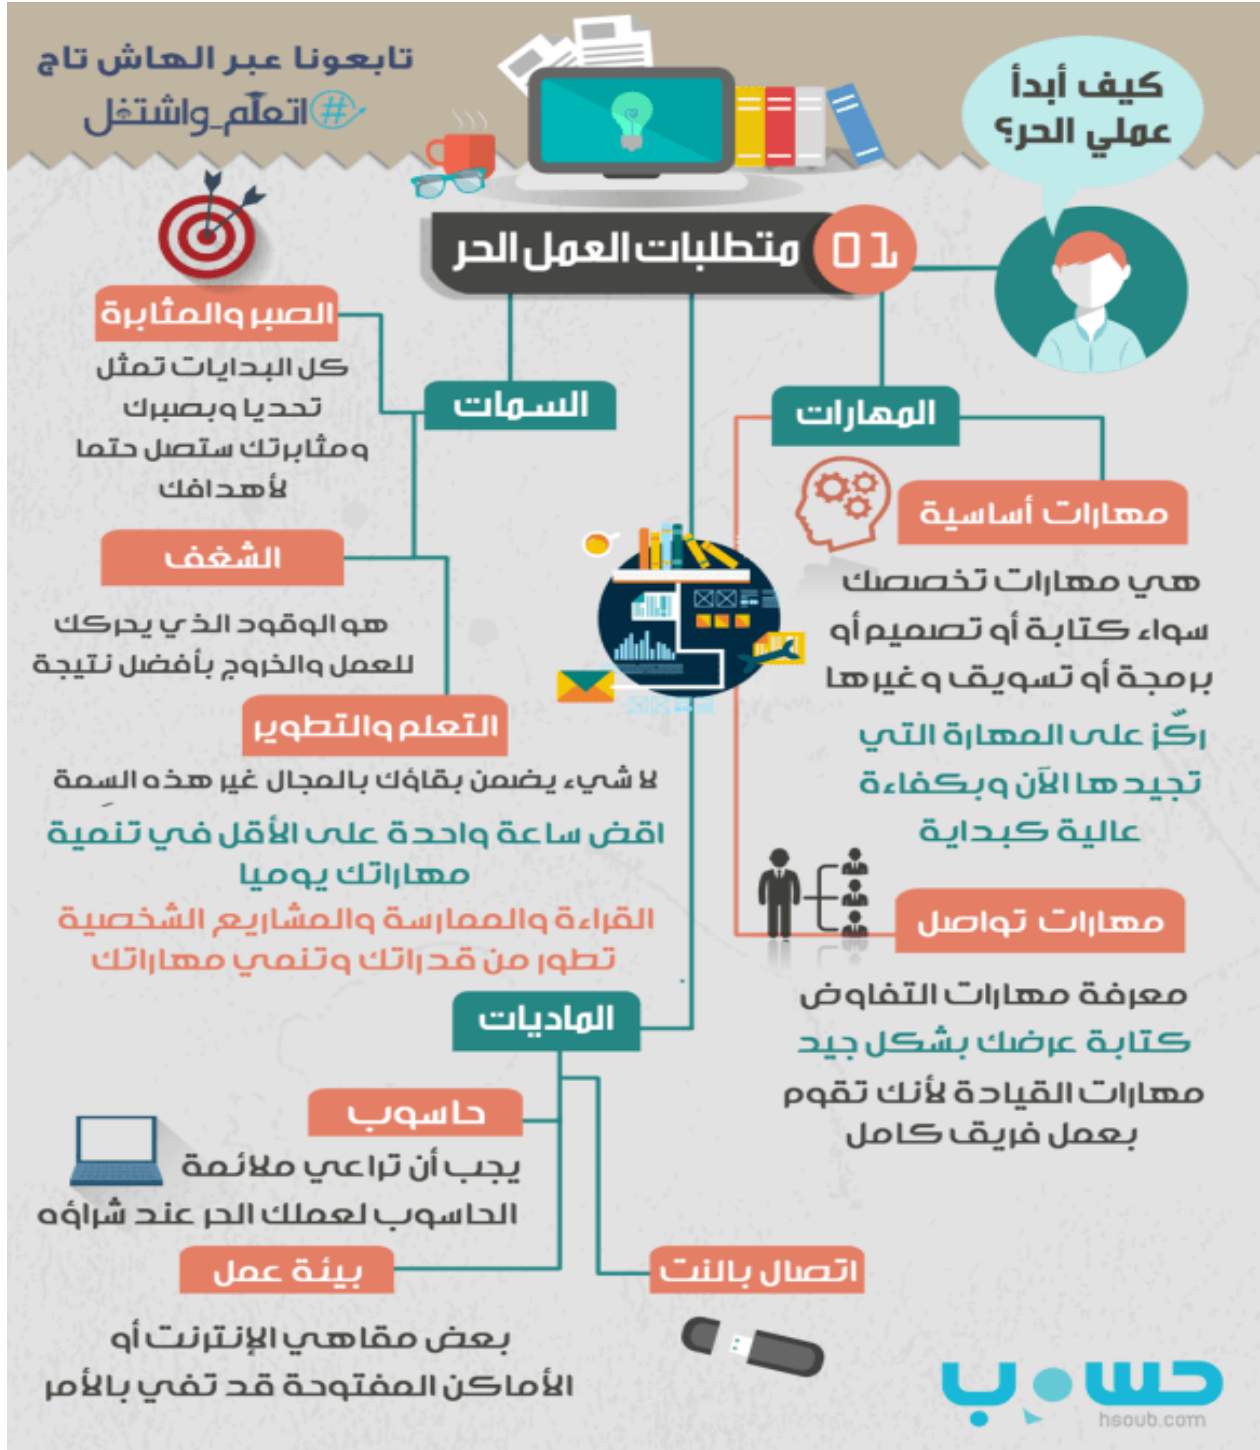 كيف أبدأ
عملي الحر؟
تابعونا عبر الهاش تاج
#اتعلّم_واشتغل
01 متطلبات العمل الحر
المهارات
مهارات أساسية
هي مهارات تخصصك
سواء كتابة أو تصميم أو
برمجة أو تسويق وغيرها
ركّز على المهارة التي
تجيدها الآن وبكفاءة
عالية كبداية
مهارات تواصل
معرفة مهارات التفاوض
كتابة عرضك بشكل جيد
مهارات القيادة لأنك تقوم
بعمل فريق كامل
السمات
الصبر والمثابرة
كل البدايات تمثل
تحديا وبصبرك
ومثابرتك ستصل حتما
لأهدافك
الشغف
هو الوقود الذي يحركك
للعمل والخروج بأفضل نتيجة
التعلم والتطوير
لا شيء يضمن بقاؤك بالمجال غير هذه السمة
اقض ساعة واحدة على الأقل في تنمية
مهاراتك يوميا
القراءة والممارسة والمشاريع الشخصية
تطور من قدراتك وتنمي مهاراتك
الماديات
حاسوب
يجب أن تراعي ملائمة
الحاسوب لعملك الحر عند شراؤه
اتصال بالنت
بيئة عمل
بعض مقاهي الإنترنت أو
الأماكن المفتوحة قد تفي بالأمر
حسوب
hsoub.com